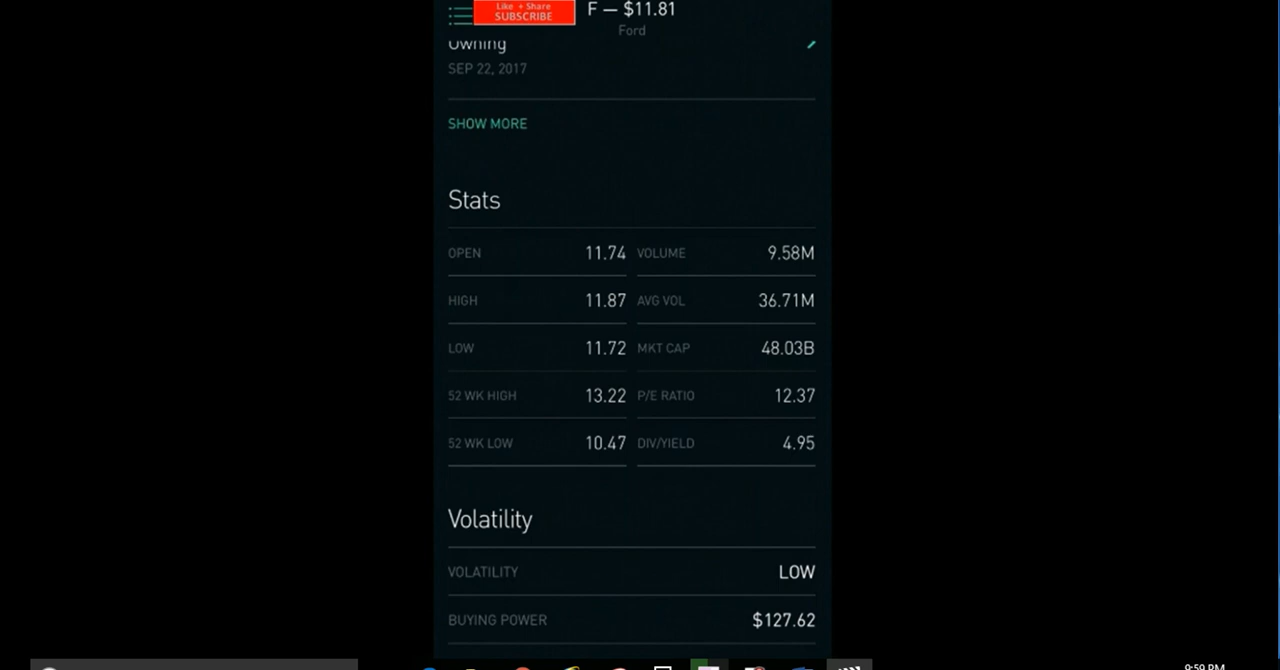 Like + Share
SUBSCRIBE
F — $11.81
Ford
Owning
SEP 22, 2017
SHOW MORE
Stats
OPEN 11.74 VOLUME 9.58M
HIGH 11.87 AVG VOL 36.71M
LOW 11.72 MKT CAP 48.03B
52 WK HIGH 13.22 P/E RATIO 12.37
52 WK LOW 10.47 DIV/YIELD 4.95
Volatility
VOLATILITY LOW
BUYING POWER $127.62
9:59 PM